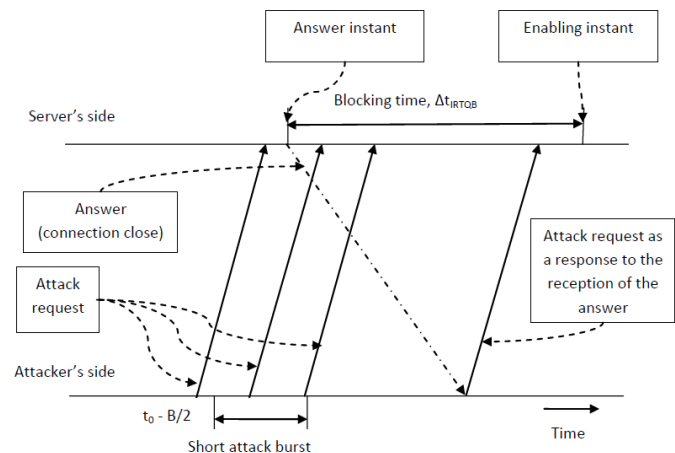 Answer instant
Enabling instant
Blocking time, Δt_IRTQB
Server's side
Answer
(connection close)
Attack
request
Attack request as
a response to the
reception of the
answer
Attacker's side
t₀ - B/2
Short attack burst
Time